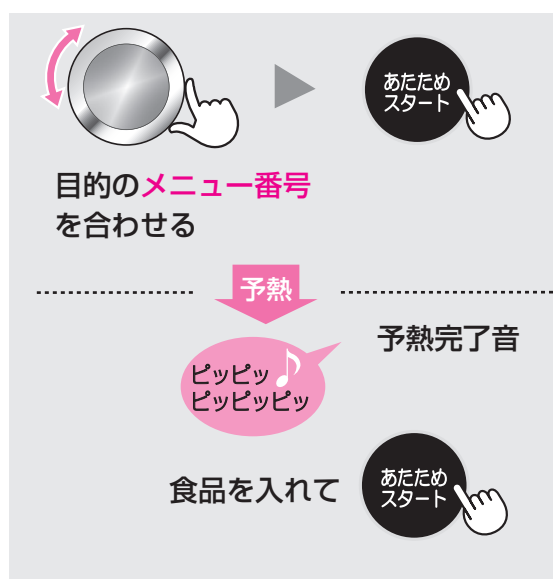 あたため
スタート
目的のメニュー番号
を合わせる
予熱
予熱完了音
ピッピッ
ピッピッピッ
食品を入れて
あたため
スタート